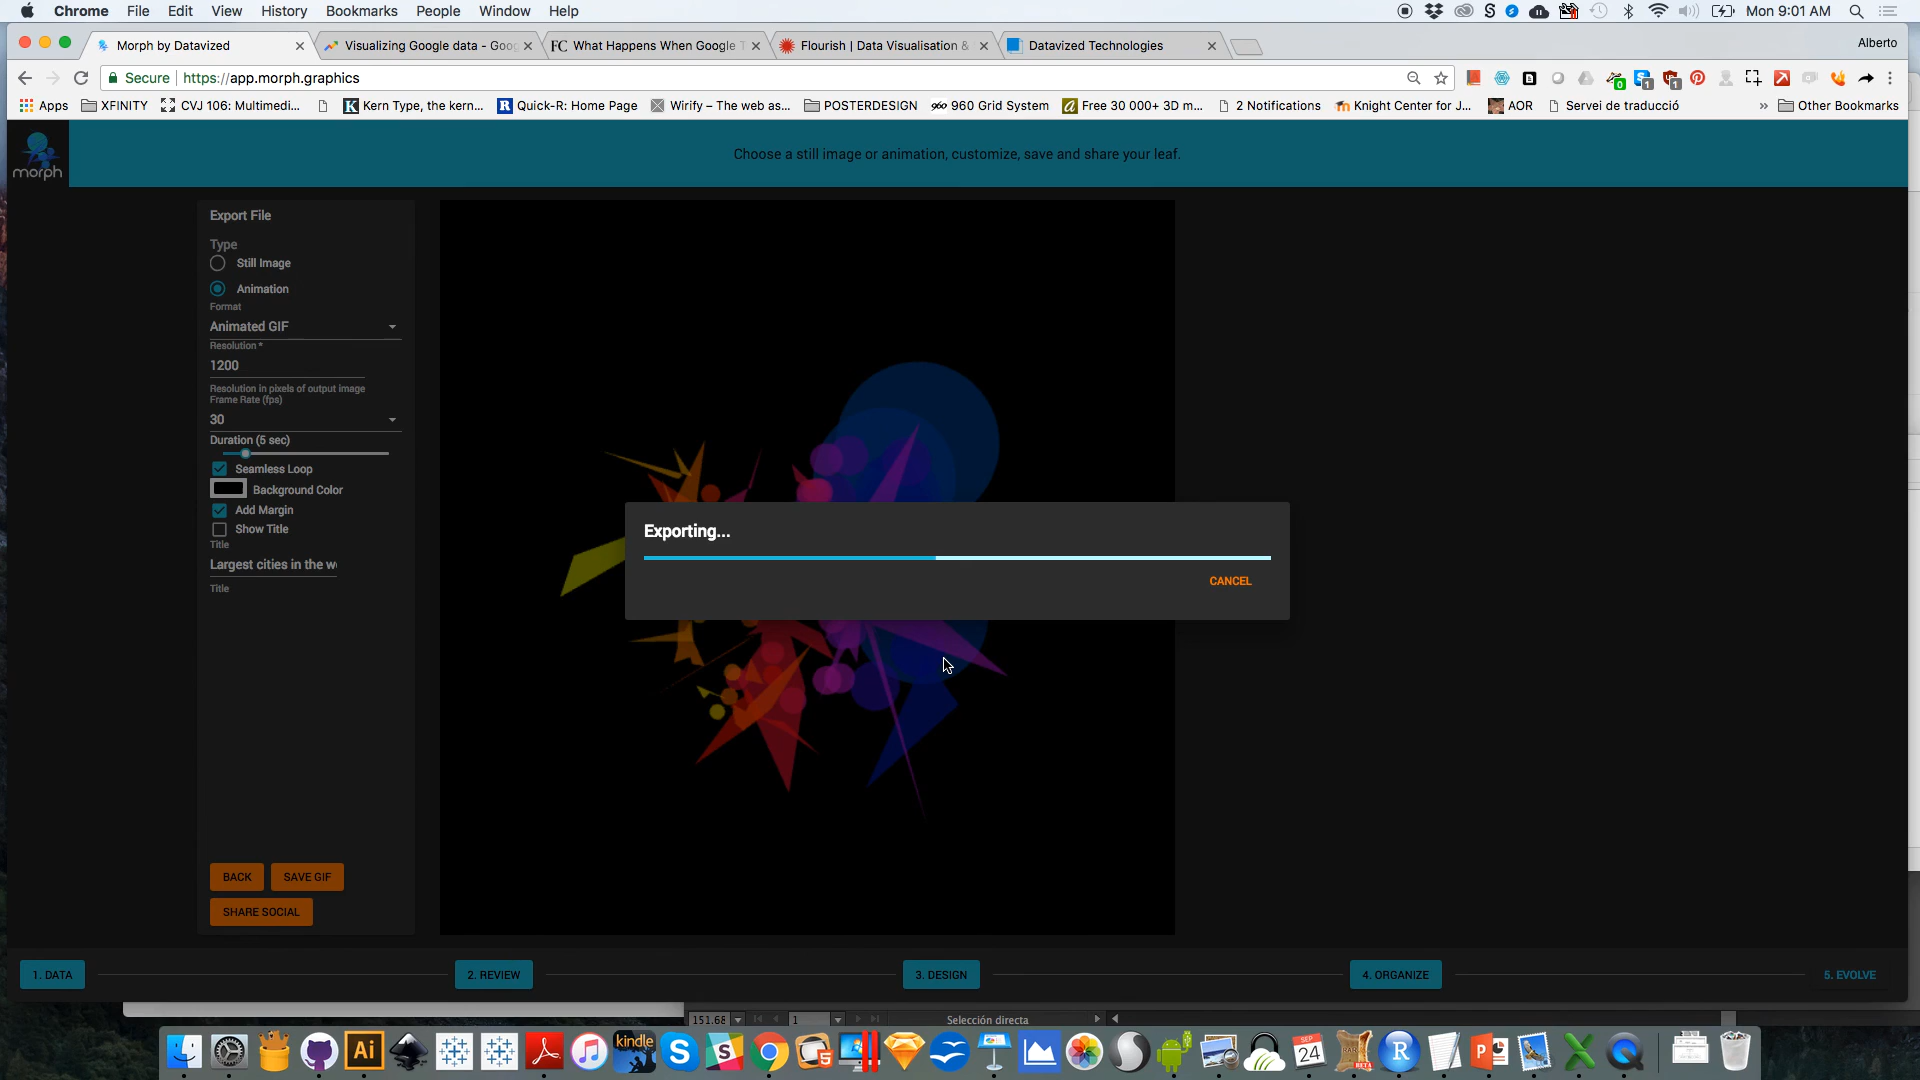 Chrome File Edit View History Bookmarks People Window Help Mon 9:01 AM
Morph by Datavized Visualizing Google data - Goo What Happens When Google T Flourish | Data Visualisation & Datavized Technologies Alberto
Secure https://app.morph.graphics
Apps XFINITY CVJ 106: Multimedi... Kern Type, the kern... Quick-R: Home Page Wirify – The web as... POSTERDESIGN 960 Grid System Free 30 000+ 3D m... 2 Notifications Knight Center for J... AOR Servei de traducció » Other Bookmarks
morph
Choose a still image or animation, customize, save and share your leaf.
Export File
Type
Still Image
Animation
Format
Animated GIF
Resolution *
1200
Resolution in pixels of output image
Frame Rate (fps)
30
Duration (5 sec)
Seamless Loop
Background Color
Add Margin
Show Title
Title
Largest cities in the w
Title
Exporting...
CANCEL
BACK SAVE GIF
SHARE SOCIAL
1. DATA 2. REVIEW 3. DESIGN 4. ORGANIZE 5. EVOLVE
151.68 1 Selección directa
Ai kindle SEP 24 R